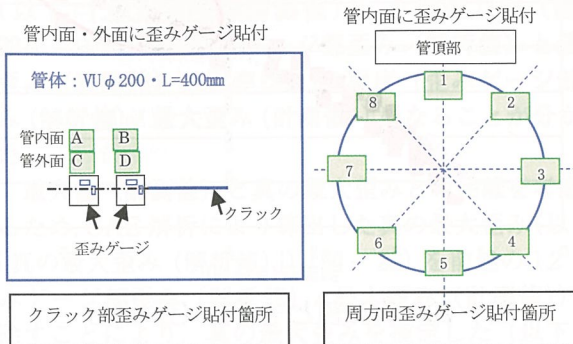 管内面・外面に歪みゲージ貼付
管体：VUφ200・L=400mm
管内面 A B
管外面 C D
クラック
歪みゲージ
クラック部歪みゲージ貼付箇所
管内面に歪みゲージ貼付
管頂部
1
8
2
7
3
6
4
5
周方向歪みゲージ貼付箇所